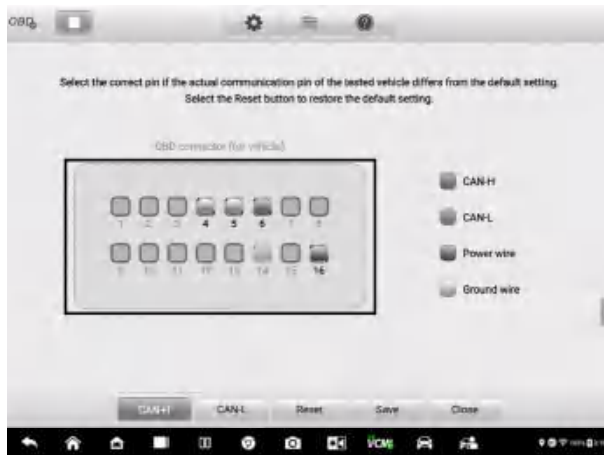 OBD
Select the correct pin if the actual communication pin of the tested vehicle differs from the default setting.
Select the Reset button to restore the default setting.
OBD connector (for vehicle)
1 2 3 4 5 6 7 8
9 10 11 12 13 14 15 16
CAN-H
CAN-L
Power wire
Ground wire
CAN-H CAN-L Reset Save Close
VCMI